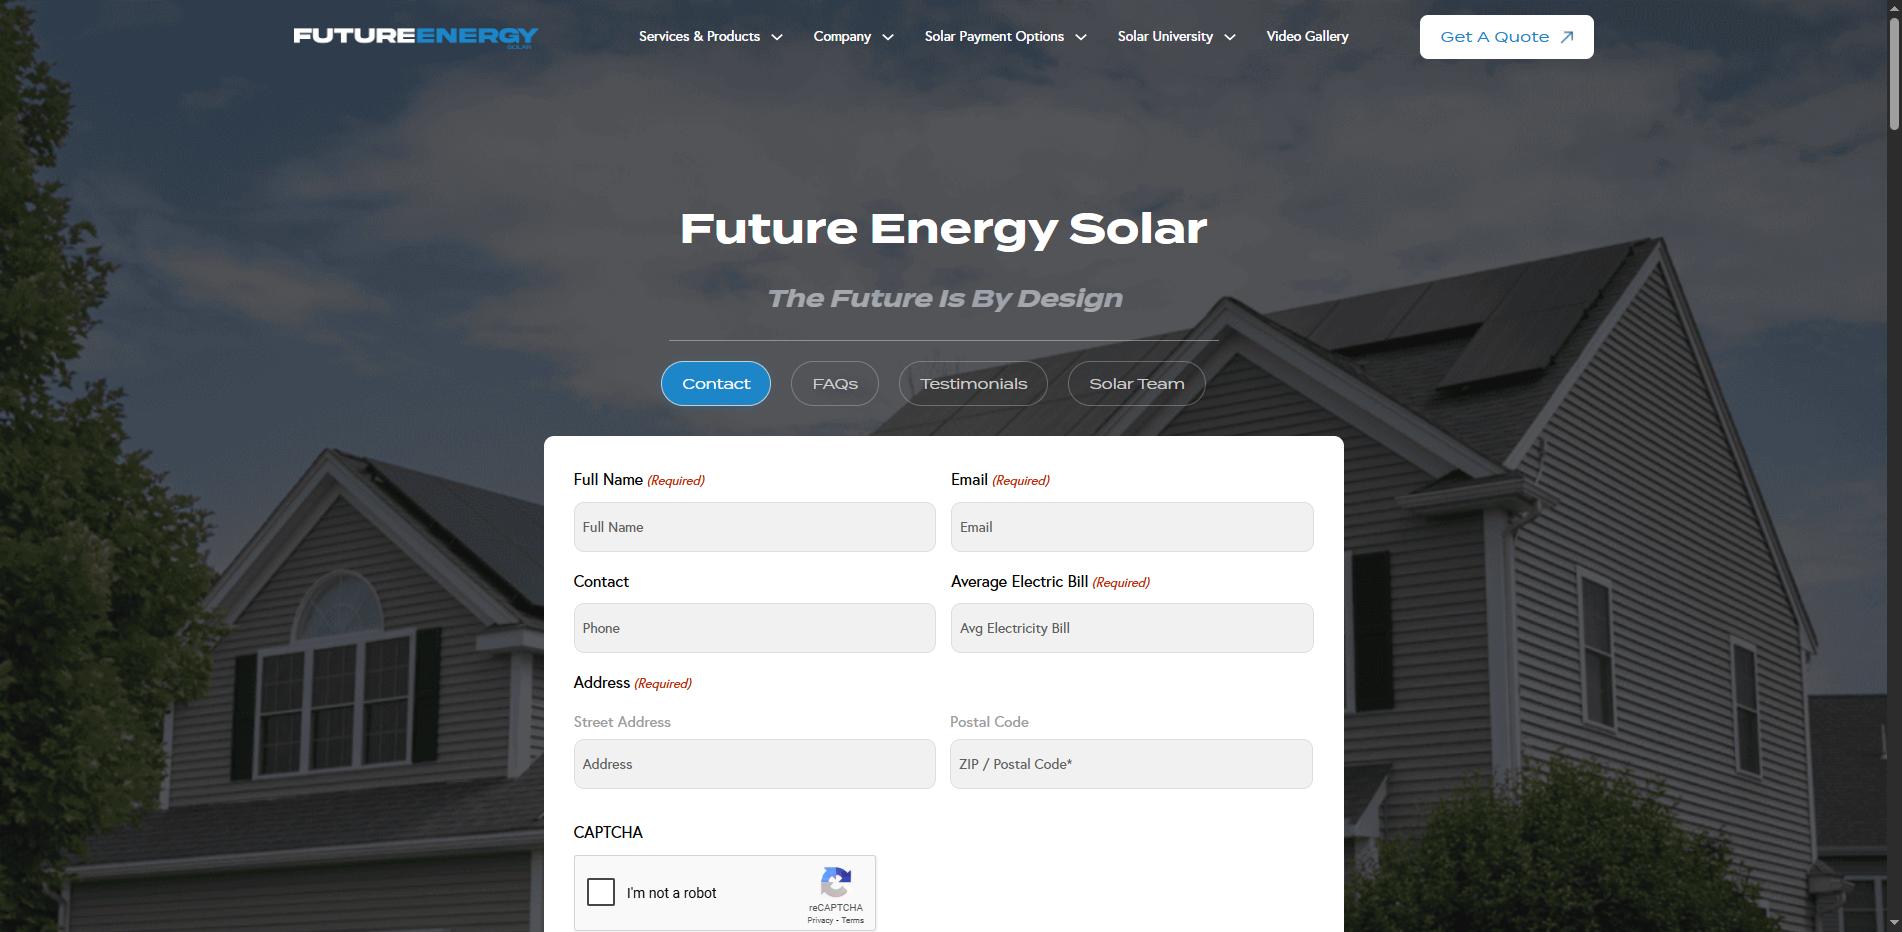 FUTUREENERGY
SOLAR
Services & Products
Company
Solar Payment Options
Solar University
Video Gallery
Get A Quote
Future Energy Solar
The Future Is By Design
Contact
FAQs
Testimonials
Solar Team
Full Name (Required)
Email (Required)
Full Name
Email
Contact
Average Electric Bill (Required)
Phone
Avg Electricity Bill
Address (Required)
Street Address
Postal Code
Address
ZIP / Postal Code*
CAPTCHA
I'm not a robot
reCAPTCHA
Privacy - Terms